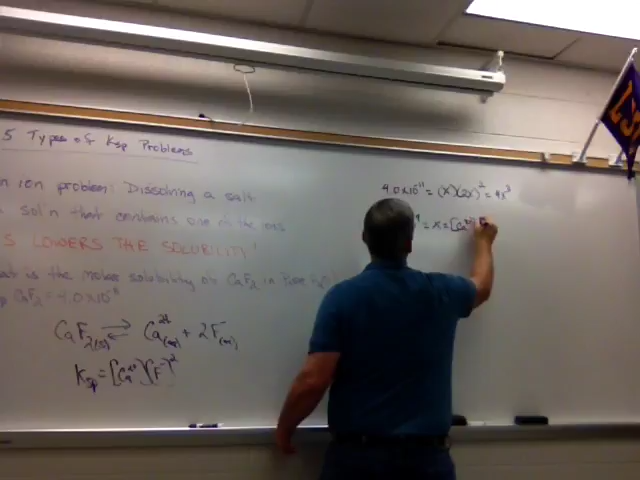 5 Types of Ksp Problems
n ion problem: Dissolving a salt
sol'n that contains one of the ions
S LOWERS THE SOLUBILITY!
at is the molar solubility of CaF2 in Pure H2O
p CaF2 = 4.0x10
CaF2(s) ⇌ Ca2+(aq) + 2F-(aq)
Ksp = [Ca2+][F-]2
4.0x10-11 = (x)(2x)2 = 4x3
= x = [Ca2+]
LSU